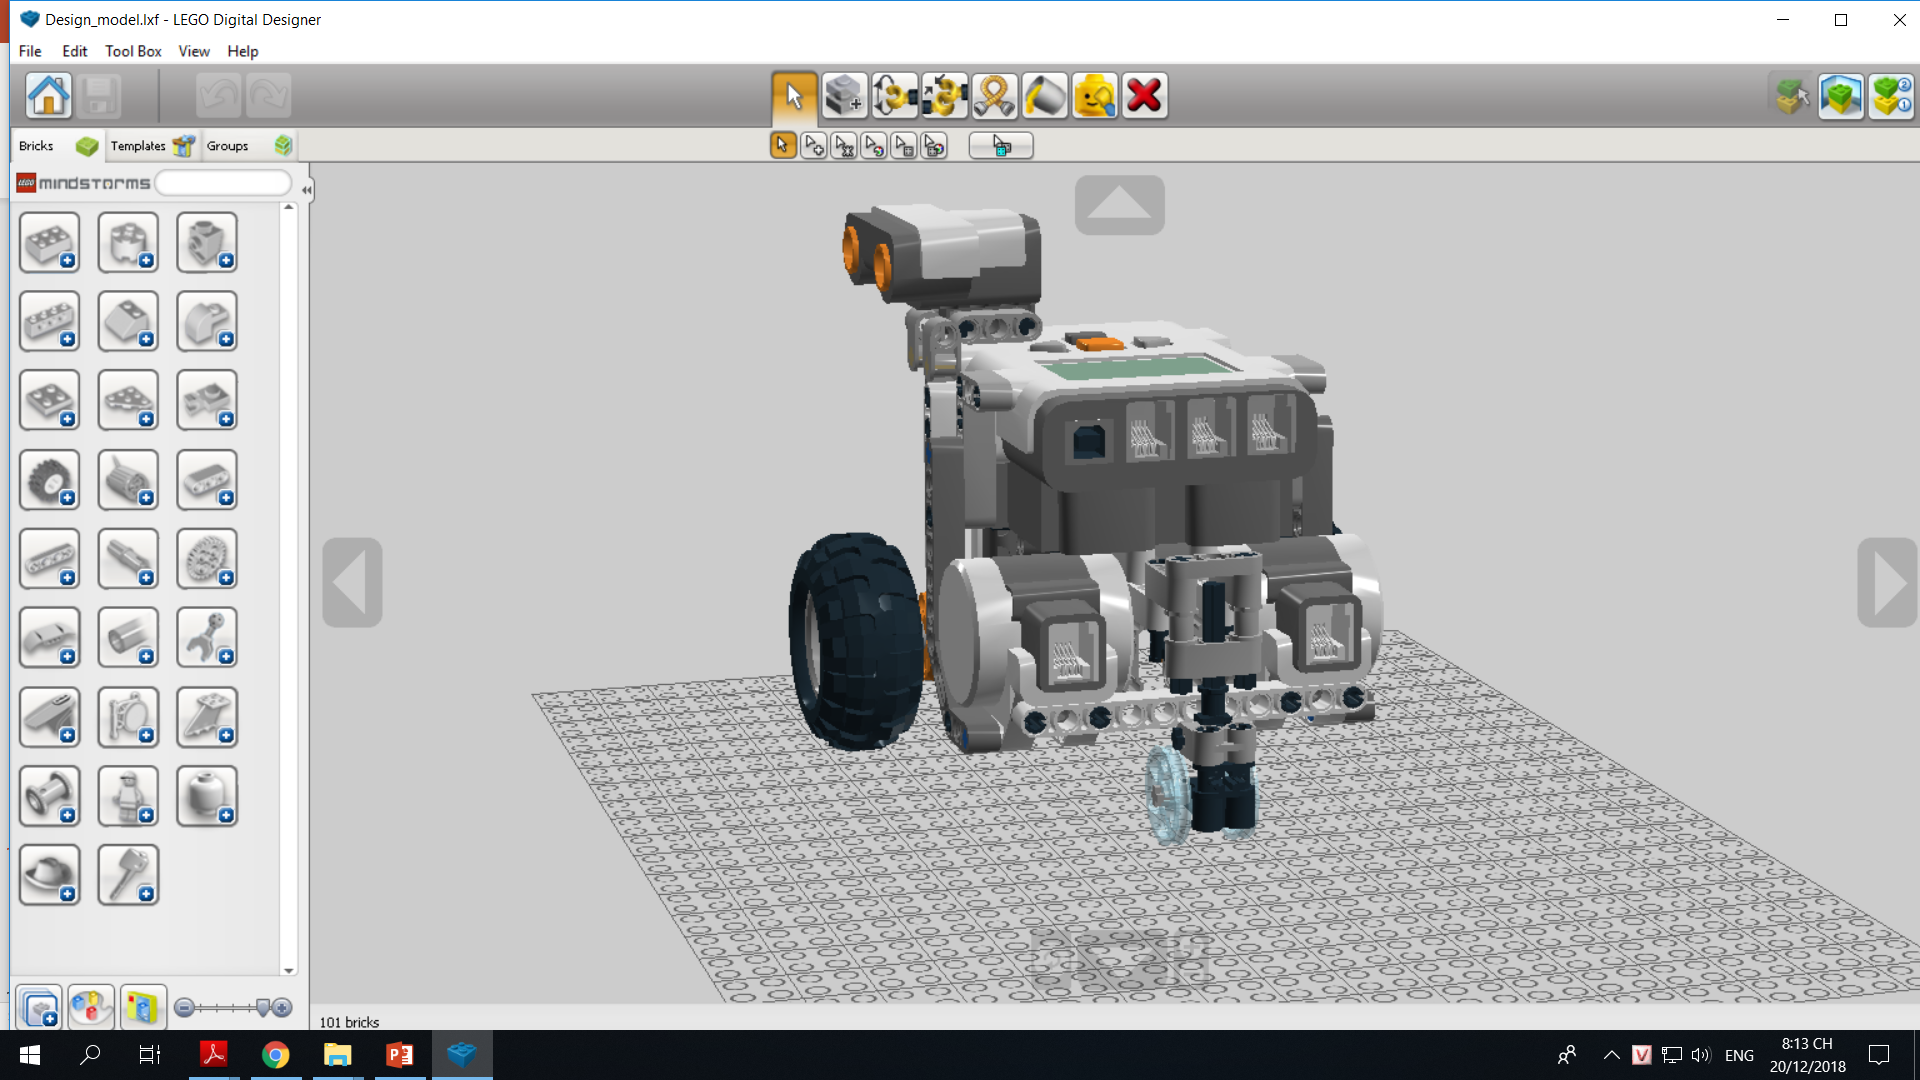 Design_model.lxf - LEGO Digital Designer
File Edit Tool Box View Help
Bricks Templates Groups
LEGO mindstorms
101 bricks
ENG
8:13 CH
20/12/2018